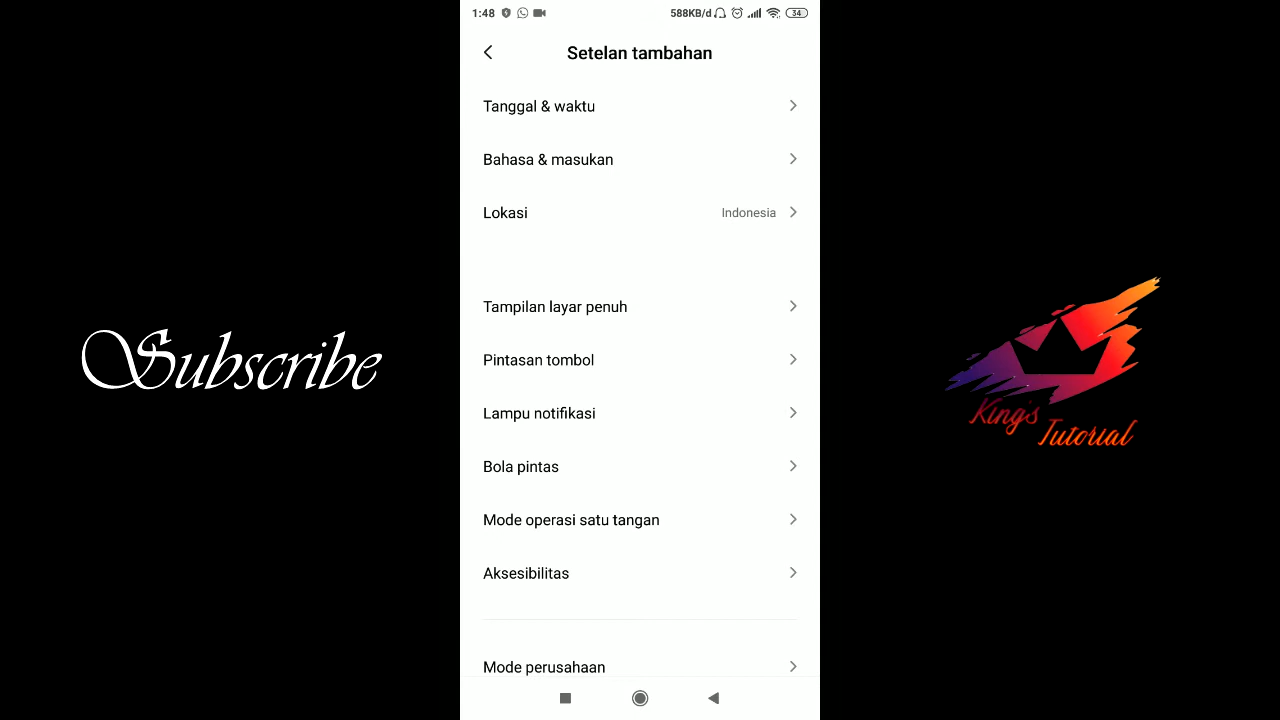 1:48
588KB/d
34
Setelan tambahan
Tanggal & waktu
Bahasa & masukan
Lokasi
Indonesia
Tampilan layar penuh
Pintasan tombol
Lampu notifikasi
Bola pintas
Mode operasi satu tangan
Aksesibilitas
Mode perusahaan
Subscribe
King's
Tutorial